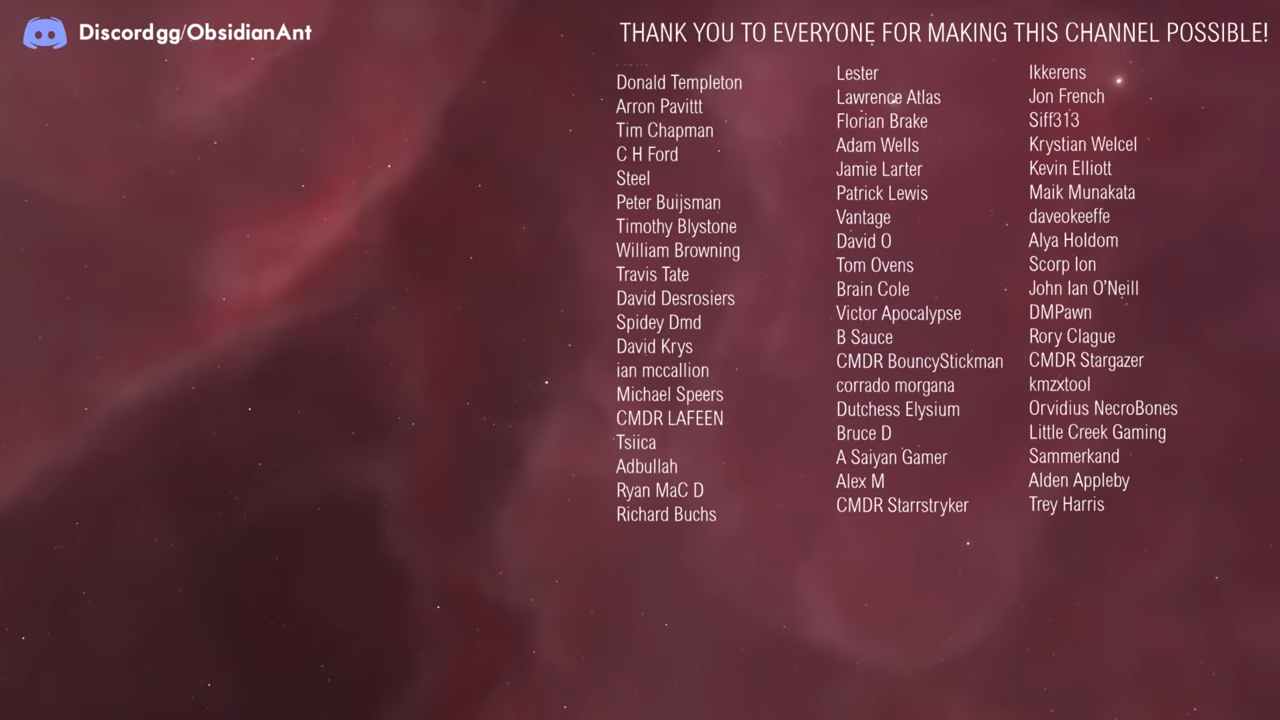 Discordgg/ObsidianAnt
THANK YOU TO EVERYONE FOR MAKING THIS CHANNEL POSSIBLE!
Donald Templeton
Arron Pavittt
Tim Chapman
C H Ford
Steel
Peter Buijsman
Timothy Blystone
William Browning
Travis Tate
David Desrosiers
Spidey Dmd
David Krys
ian mccallion
Michael Speers
CMDR LAFEEN
Tsiica
Adbullah
Ryan MaC D
Richard Buchs
Lester
Lawrence Atlas
Florian Brake
Adam Wells
Jamie Larter
Patrick Lewis
Vantage
David O
Tom Ovens
Brain Cole
Victor Apocalypse
B Sauce
CMDR BouncyStickman
corrado morgana
Dutchess Elysium
Bruce D
A Saiyan Gamer
Alex M
CMDR Starrstryker
Ikkerens
Jon French
Siff313
Krystian Welcel
Kevin Elliott
Maik Munakata
daveokeeffe
Alya Holdom
Scorp Ion
John Ian O'Neill
DMPawn
Rory Clague
CMDR Stargazer
kmzxtool
Orvidius NecroBones
Little Creek Gaming
Sammerkand
Alden Appleby
Trey Harris